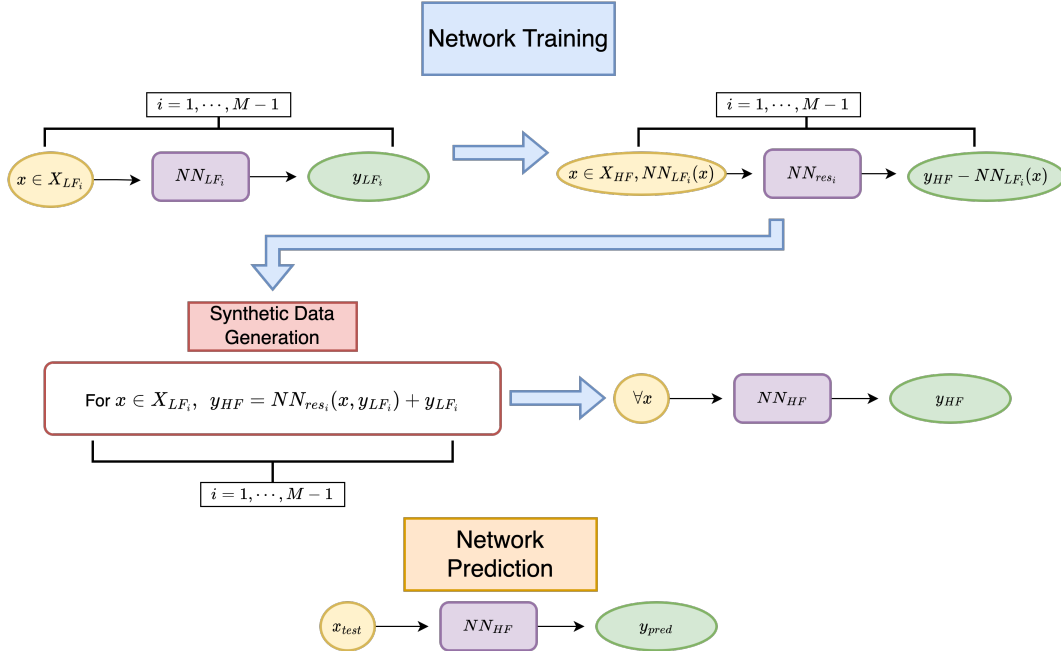 Network Training
i = 1, ⋯, M − 1
i = 1, ⋯, M − 1
x ∈ X_{LF_i}
NN_{LF_i}
y_{LF_i}
x ∈ X_{HF}, NN_{LF_i}(x)
NN_{res_i}
y_{HF} − NN_{LF_i}(x)
Synthetic Data
Generation
For x ∈ X_{LF_i}, y_{HF} = NN_{res_i}(x, y_{LF_i}) + y_{LF_i}
∀x
NN_{HF}
y_{HF}
i = 1, ⋯, M − 1
Network
Prediction
x_{test}
NN_{HF}
y_{pred}